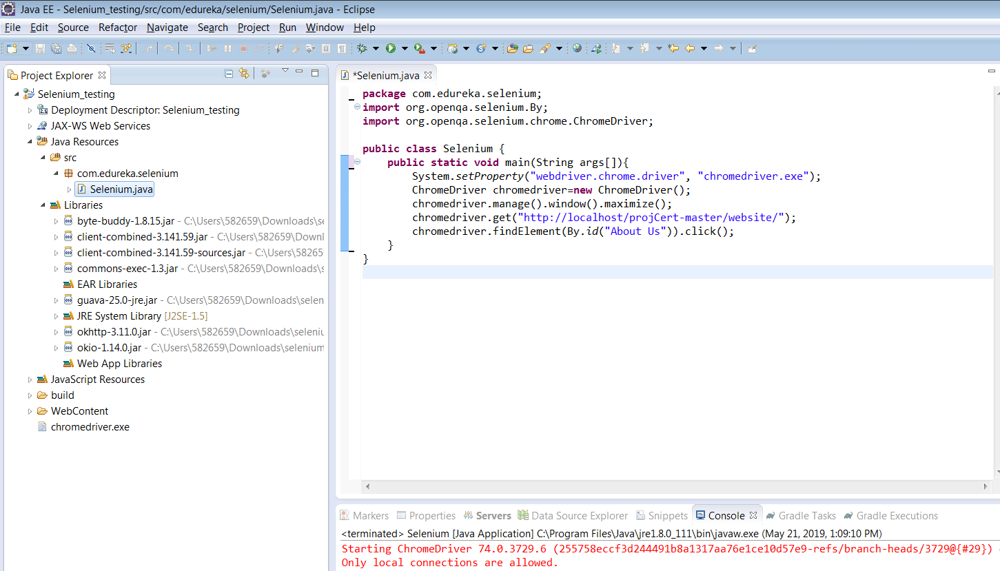 Java EE - Selenium_testing/src/com/edureka/selenium/Selenium.java - Eclipse
File Edit Source Refactor Navigate Search Project Run Window Help
Project Explorer
Selenium_testing
Deployment Descriptor: Selenium_testing
JAX-WS Web Services
Java Resources
src
com.edureka.selenium
Selenium.java
Libraries
byte-buddy-1.8.15.jar - C:\Users\582659\Downloads\se
client-combined-3.141.59.jar - C:\Users\582659\Downl
client-combined-3.141.59-sources.jar - C:\Users\58265
commons-exec-1.3.jar - C:\Users\582659\Downloads\s
EAR Libraries
guava-25.0-jre.jar - C:\Users\582659\Downloads\selen
JRE System Library [J2SE-1.5]
okhttp-3.11.0.jar - C:\Users\582659\Downloads\seleniu
okio-1.14.0.jar - C:\Users\582659\Downloads\selenium
Web App Libraries
JavaScript Resources
build
WebContent
chromedriver.exe
*Selenium.java
package com.edureka.selenium;
import org.openqa.selenium.By;
import org.openqa.selenium.chrome.ChromeDriver;
public class Selenium {
public static void main(String args[]){
System.setProperty("webdriver.chrome.driver", "chromedriver.exe");
ChromeDriver chromedriver=new ChromeDriver();
chromedriver.manage().window().maximize();
chromedriver.get("http://localhost/projCert-master/website/");
chromedriver.findElement(By.id("About Us")).click();
}
}
Markers Properties Servers Data Source Explorer Snippets Console Gradle Tasks Gradle Executions
<terminated> Selenium [Java Application] C:\Program Files\Java\jre1.8.0_111\bin\javaw.exe (May 21, 2019, 1:09:10 PM)
Starting ChromeDriver 74.0.3729.6 (255758eccf3d244491b8a1317aa76e1ce10d57e9-refs/branch-heads/3729@{#29})
Only local connections are allowed.